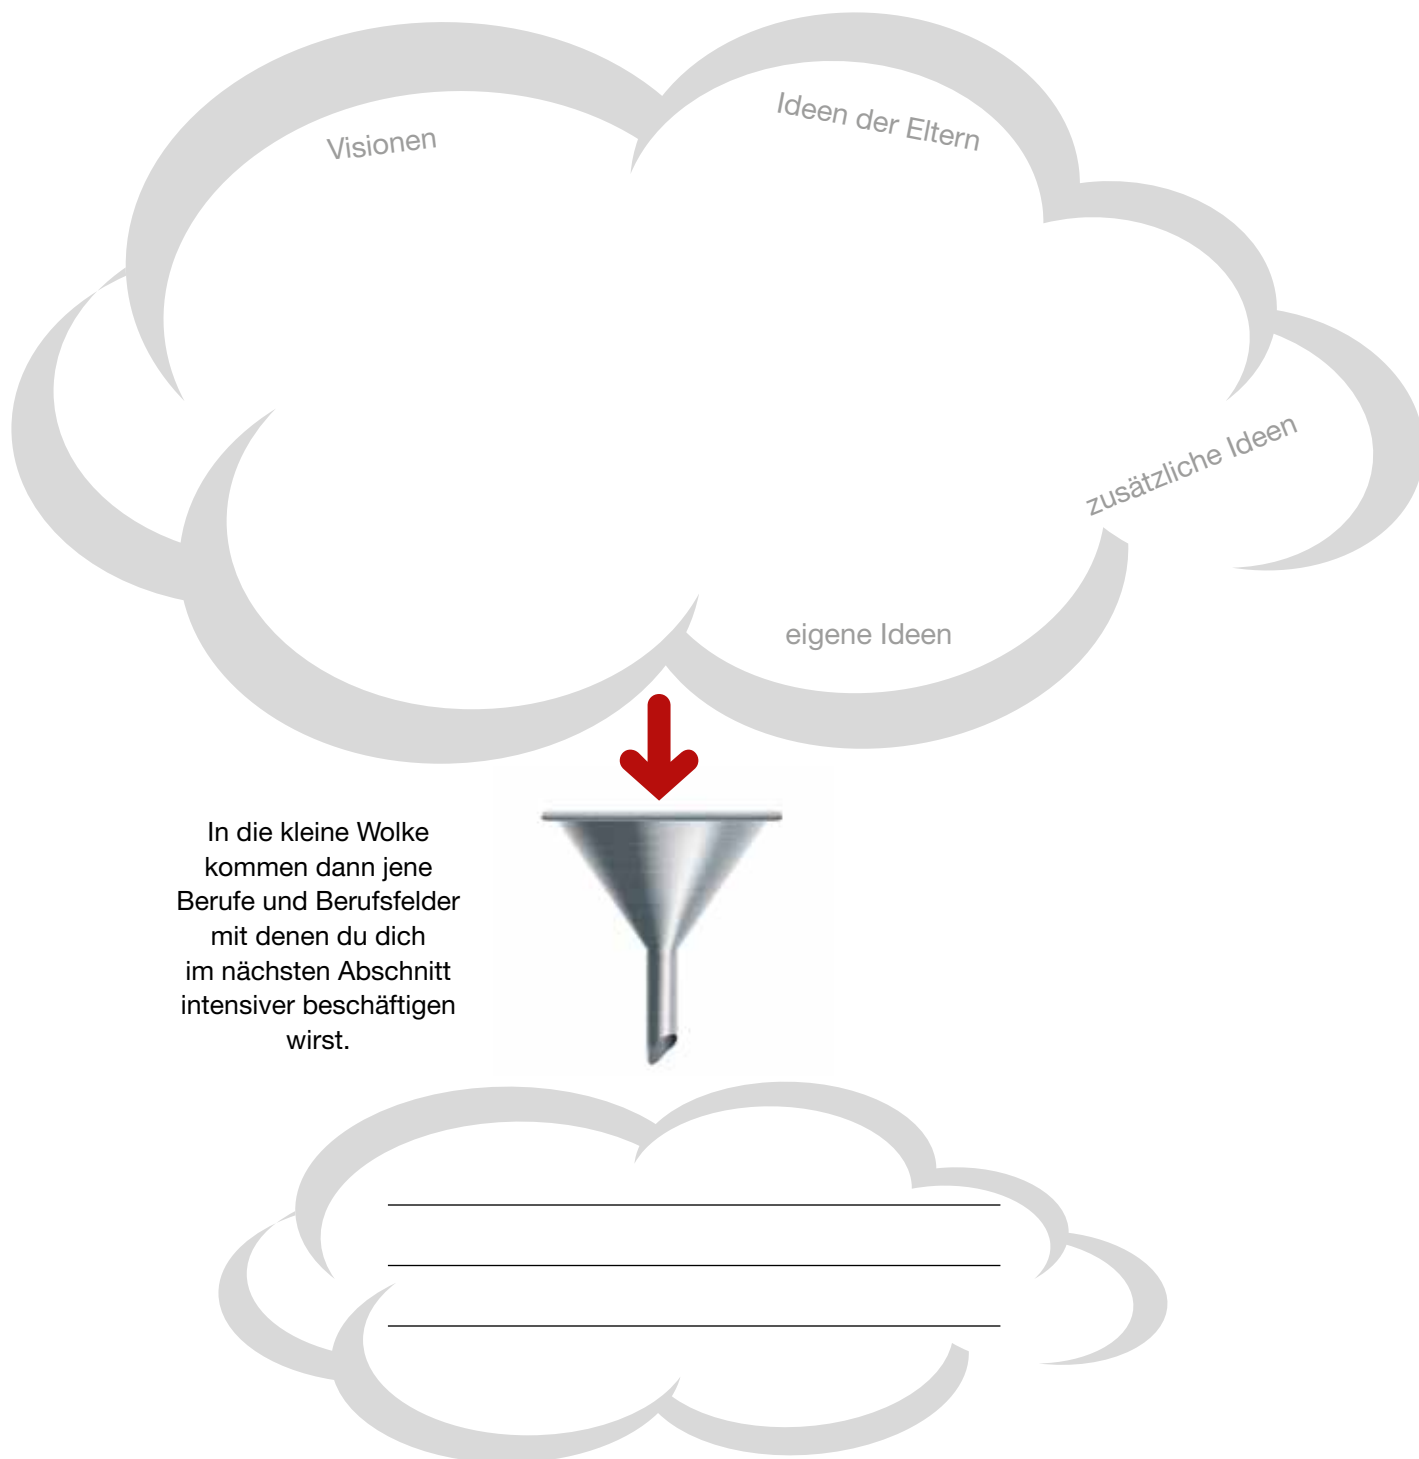 Visionen
Ideen der Eltern
zusätzliche Ideen
eigene Ideen
In die kleine Wolke
kommen dann jene
Berufe und Berufsfelder
mit denen du dich
im nächsten Abschnitt
intensiver beschäftigen
wirst.